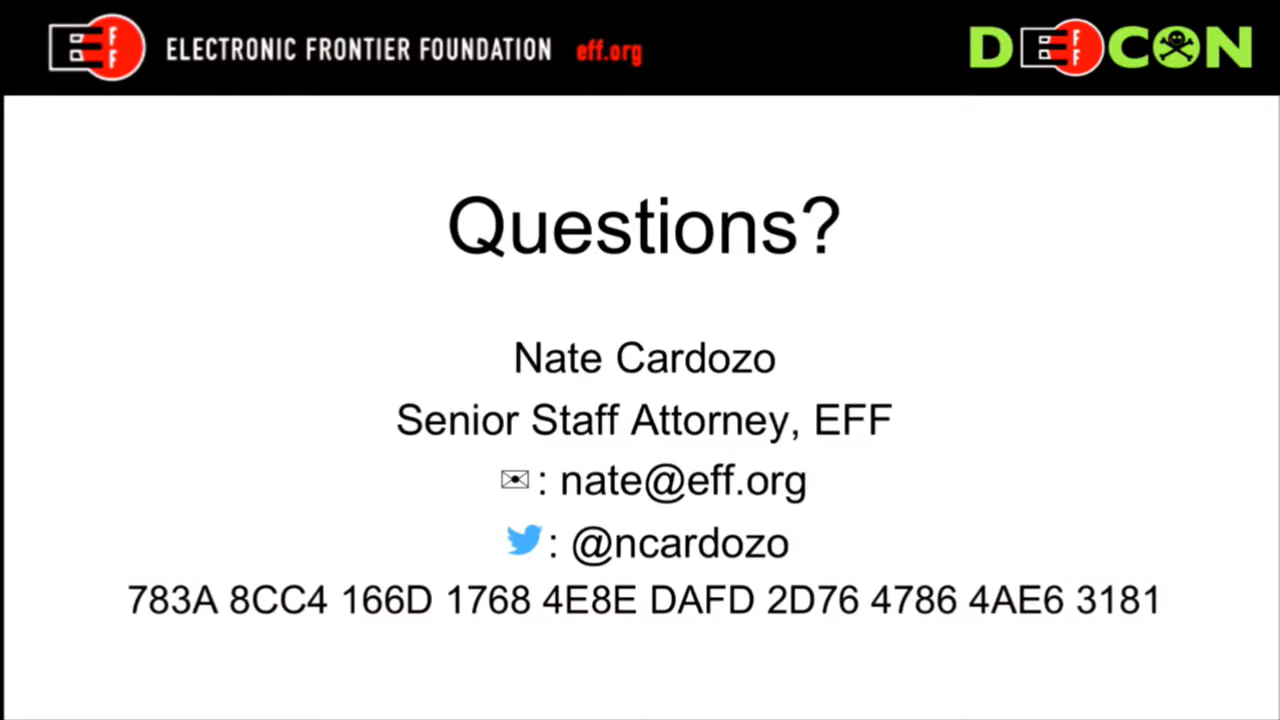 EFF ELECTRONIC FRONTIER FOUNDATION eff.org DEFCON
Questions?
Nate Cardozo
Senior Staff Attorney, EFF
✉: nate@eff.org
: @ncardozo
783A 8CC4 166D 1768 4E8E DAFD 2D76 4786 4AE6 3181